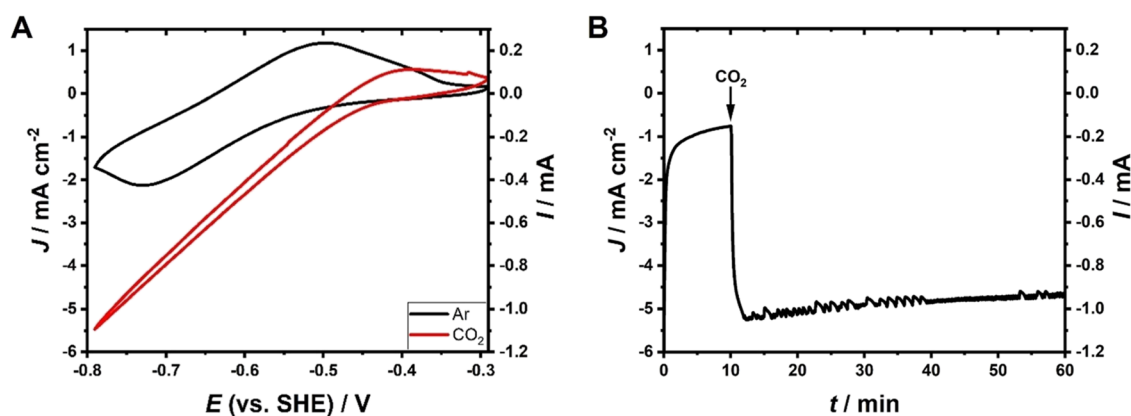 A
J / mA cm⁻²
1
0
-1
-2
-3
-4
-5
-6
0.2
0.0
-0.2
-0.4
-0.6
-0.8
-1.0
-1.2
I / mA
Ar
CO₂
-0.8 -0.7 -0.6 -0.5 -0.4 -0.3
E (vs. SHE) / V
B
J / mA cm⁻²
1
0
-1
-2
-3
-4
-5
-6
CO₂
0.2
0.0
-0.2
-0.4
-0.6
-0.8
-1.0
-1.2
I / mA
0 10 20 30 40 50 60
t / min